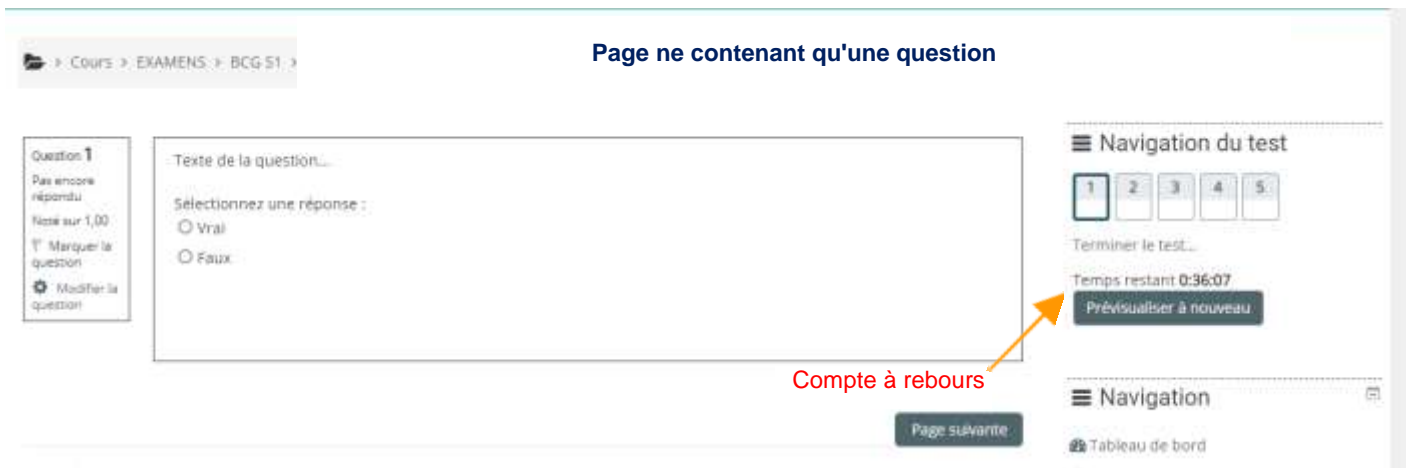 Page ne contenant qu'une question
› Cours › EXAMENS › BCG S1 ›
Question 1
Pas encore
répondu
Noté sur 1,00
Marquer la
question
Modifier la
question
Texte de la question...
Sélectionnez une réponse :
Vrai
Faux
Page suivante
Navigation du test
1 2 3 4 5
Terminer le test...
Temps restant 0:36:07
Prévisualiser à nouveau
Compte à rebours
Navigation
Tableau de bord